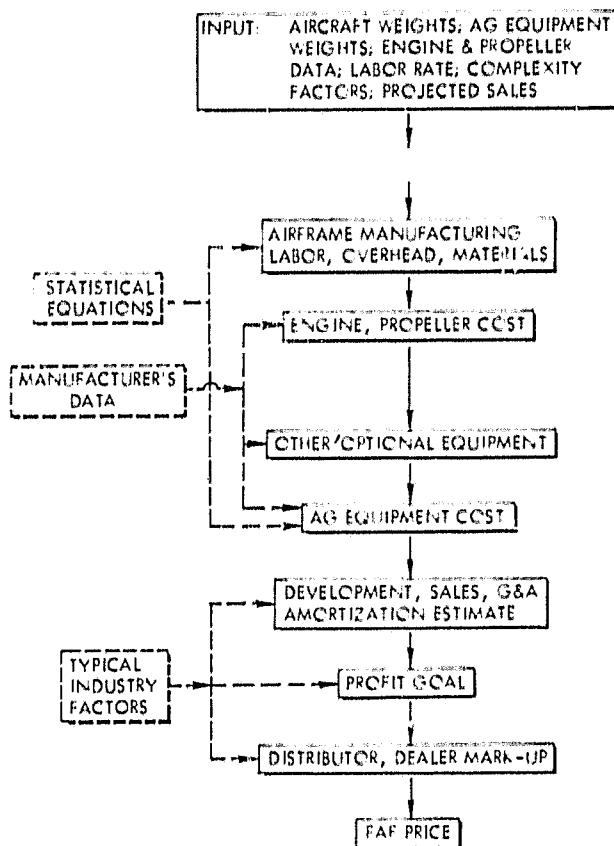 INPUT: AIRCRAFT WEIGHTS; AG EQUIPMENT
WEIGHTS; ENGINE & PROPELLER
DATA; LABOR RATE; COMPLEXITY
FACTORS; PROJECTED SALES
AIRFRAME MANUFACTURING
LABOR, OVERHEAD, MATERIALS
STATISTICAL
EQUATIONS
ENGINE, PROPELLER COST
MANUFACTURER'S
DATA
OTHER/OPTIONAL EQUIPMENT
AG EQUIPMENT COST
DEVELOPMENT, SALES, G&A
AMORTIZATION ESTIMATE
TYPICAL
INDUSTRY
FACTORS
PROFIT GOAL
DISTRIBUTOR, DEALER MARK-UP
FAF PRICE